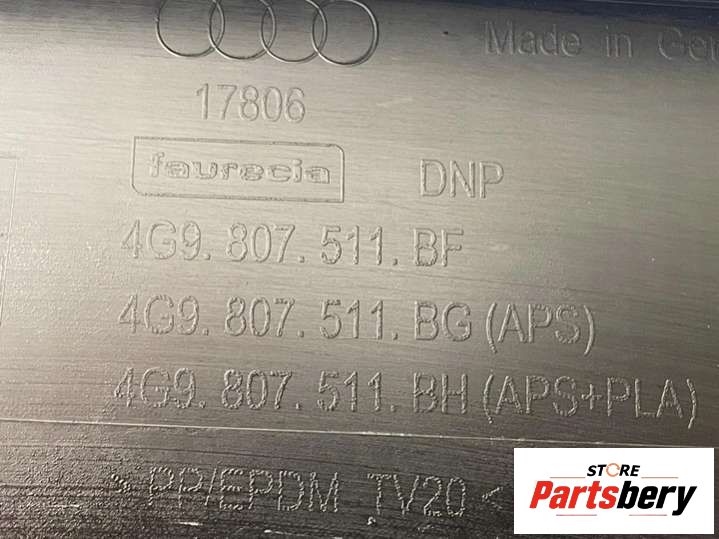 Made in Ge
17806
faurecia DNP
4G9. 807. 511. BF
4G9. 807. 511. BG (APS)
4G9. 807. 511. BH (APS+PLA)
>PP/EPDM TV20<
STORE
Partsbery